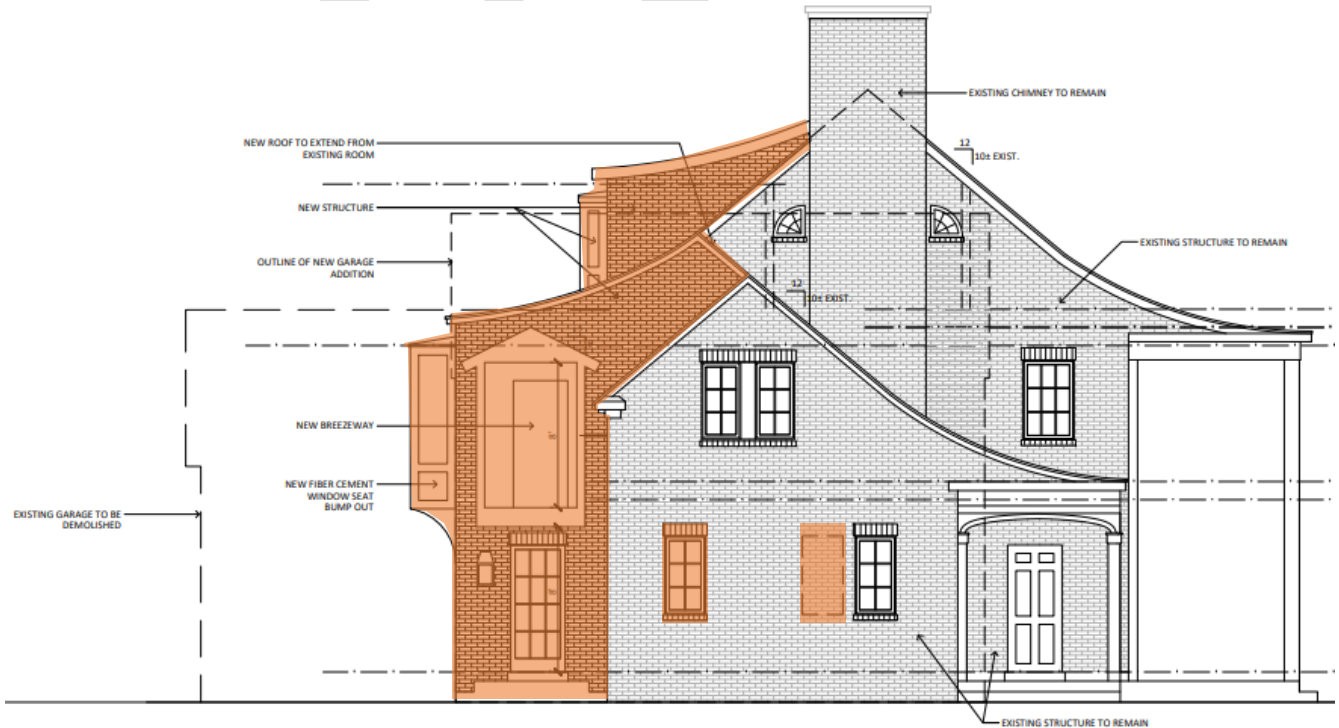 EXISTING CHIMNEY TO REMAIN
NEW ROOF TO EXTEND FROM
EXISTING ROOM
12
10± EXIST.
NEW STRUCTURE
EXISTING STRUCTURE TO REMAIN
OUTLINE OF NEW GARAGE
ADDITION
12
10± EXIST.
NEW BREEZEWAY
8'
NEW FIBER CEMENT
WINDOW SEAT
BUMP OUT
EXISTING GARAGE TO BE
DEMOLISHED
EXISTING STRUCTURE TO REMAIN